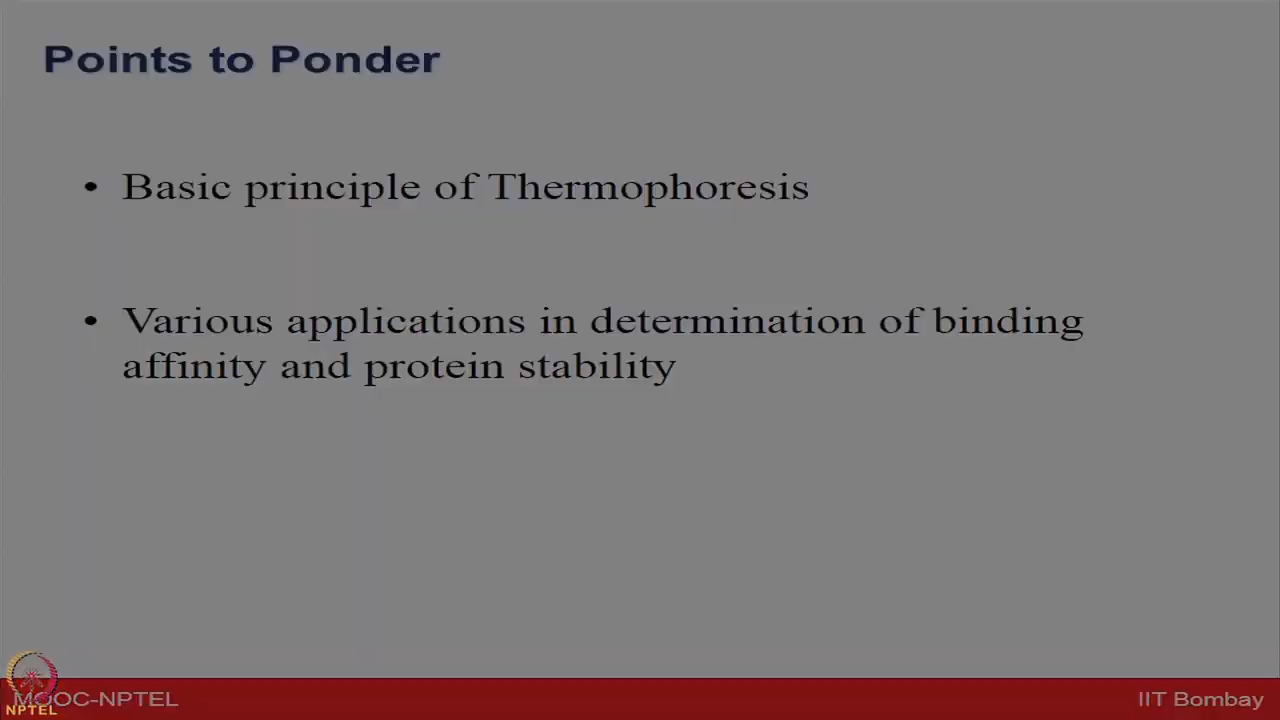 Points to Ponder
• Basic principle of Thermophoresis
• Various applications in determination of binding
affinity and protein stability
MOOC-NPTEL
NPTEL
IIT Bombay